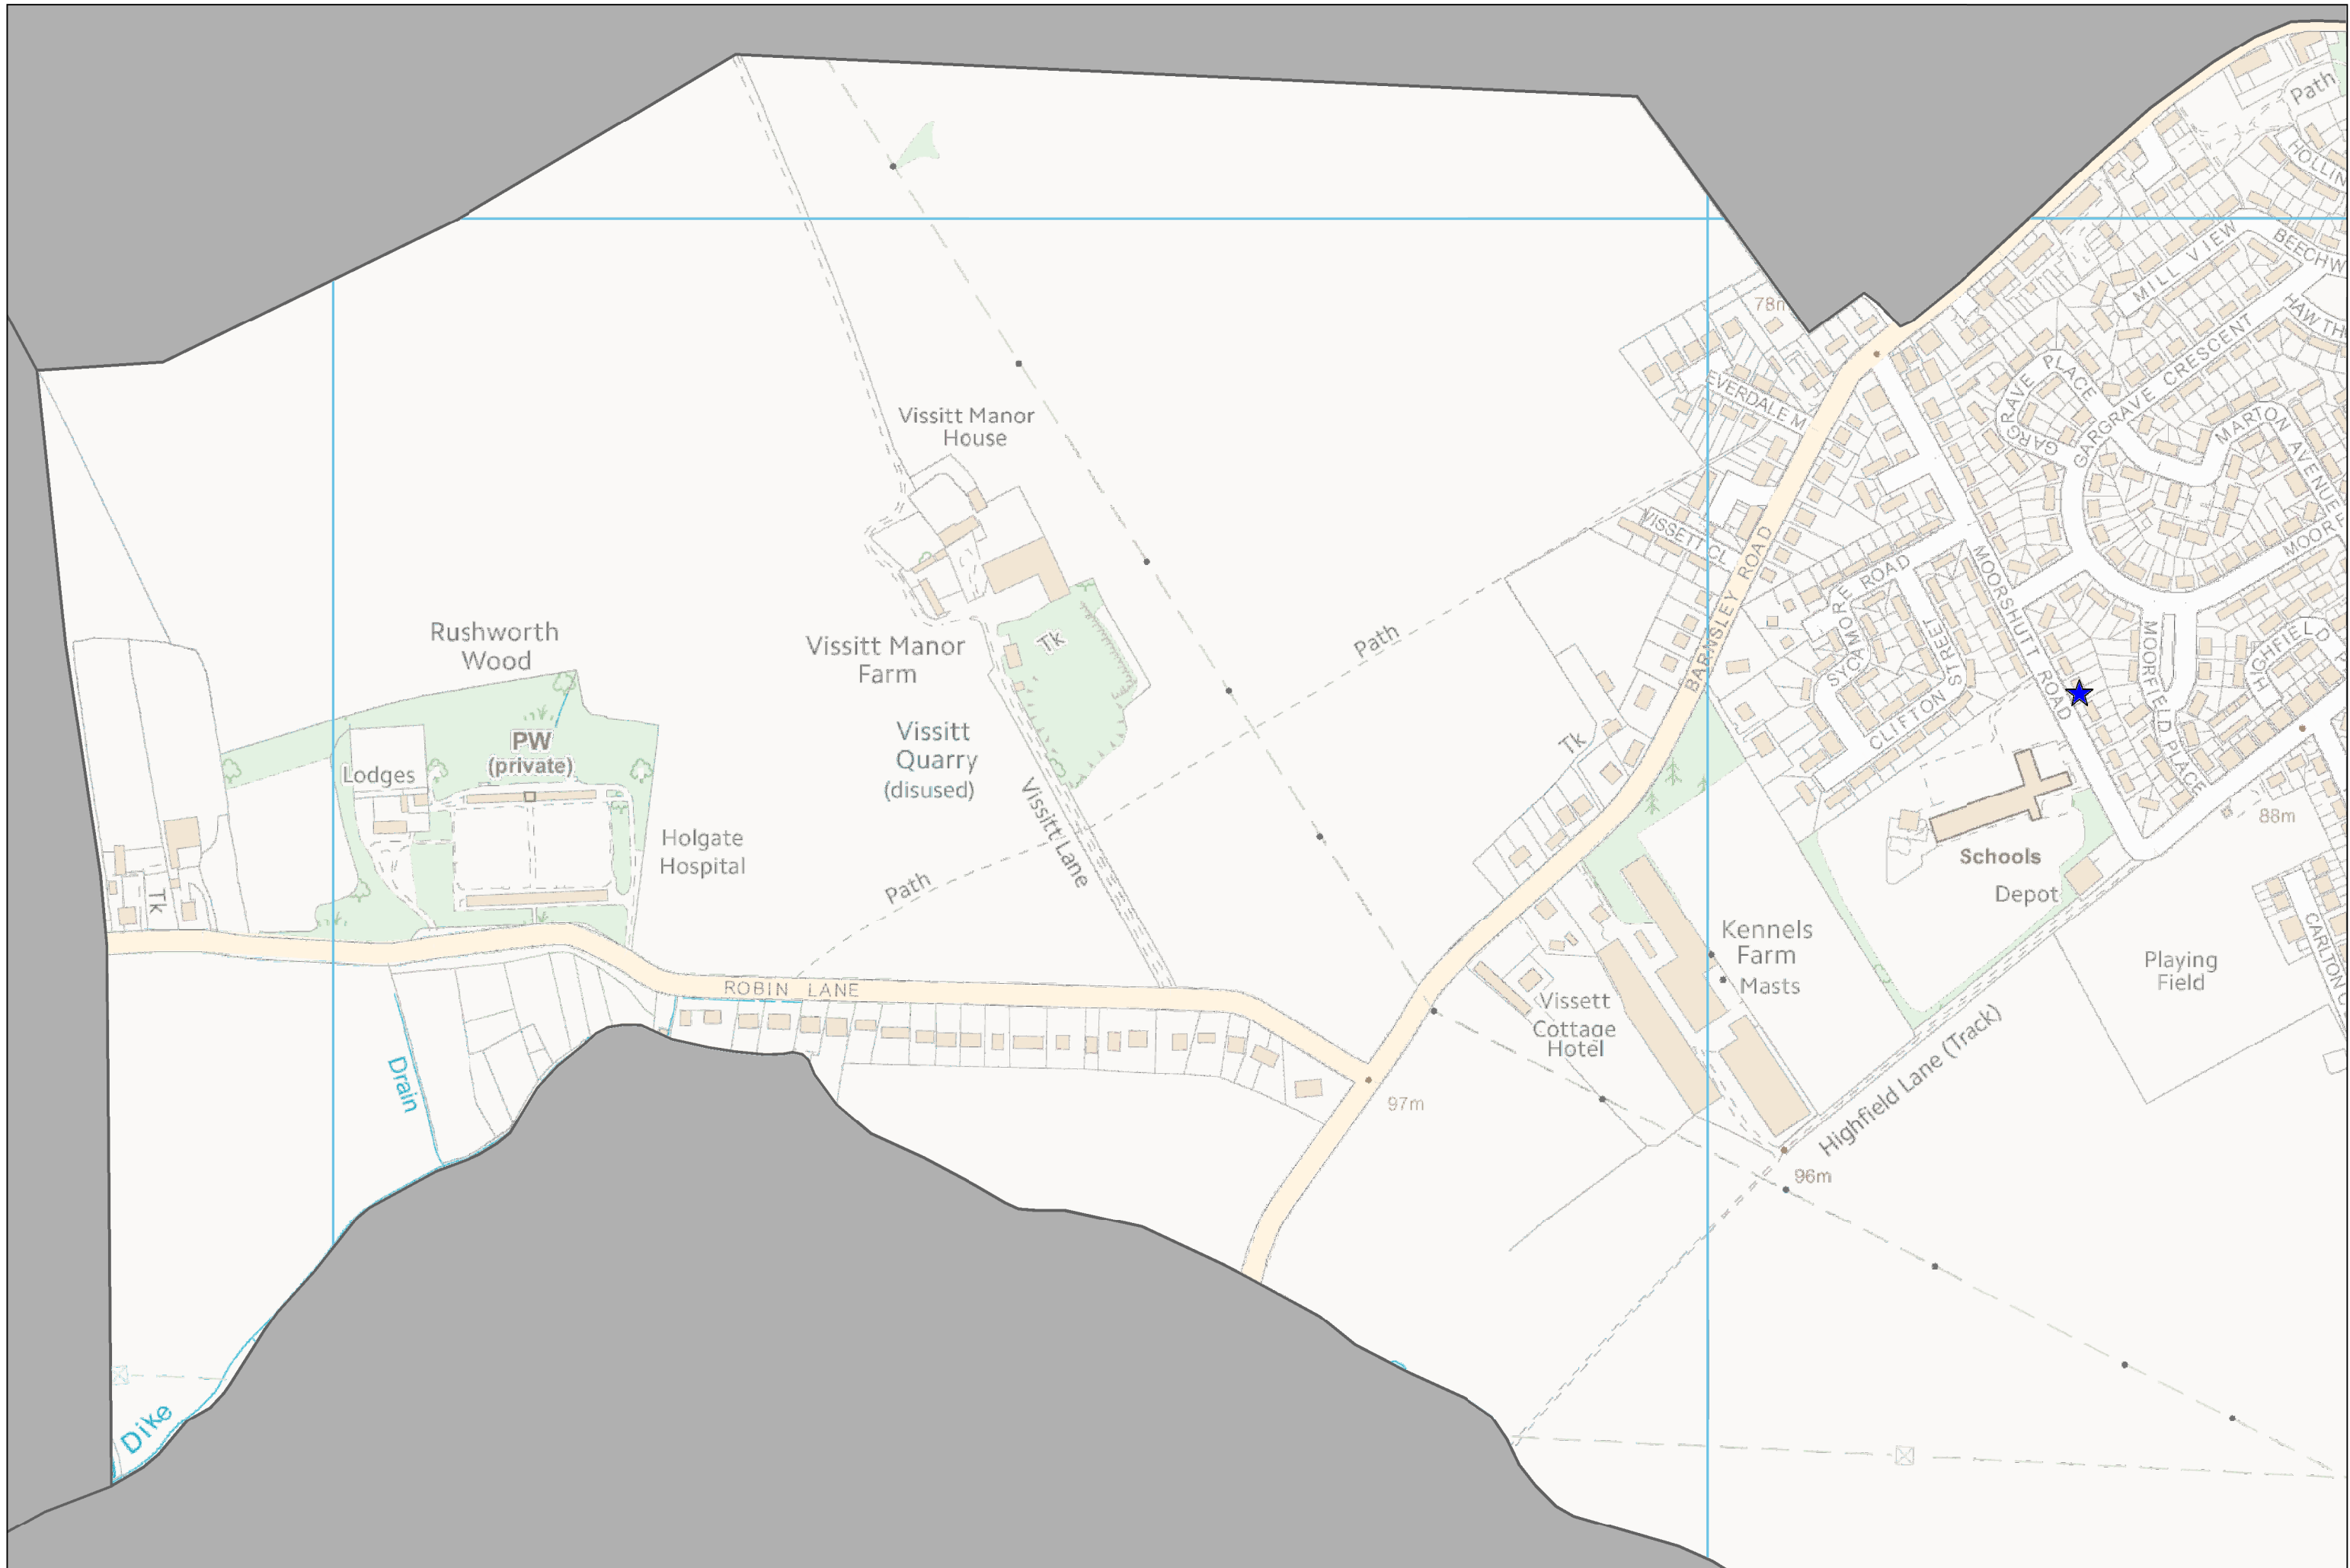 Path
HOLLIN
MILL VIEW
BEECHW
HAWTH
78m
EVERDALE M
GARGRAVE PLACE
GARGRAVE CRESCENT
MARTON AVENUE
Vissitt Manor
House
VISSETT CL
BARNSLEY ROAD
MOORSHUTT ROAD
MOORF
SYCAMORE ROAD
CLIFTON STREET
MOORFIELD PLACE
HIGHFIELD
Rushworth
Wood
Vissitt Manor
Farm
Tk
Path
PW
(private)
Lodges
Vissitt
Quarry
(disused)
Vissitt Lane
Tk
Holgate
Hospital
Path
Tk
88m
Schools
Depot
CARLTON
Kennels
Farm
Masts
Playing
Field
ROBIN LANE
Vissett
Cottage
Hotel
Highfield Lane (Track)
Drain
97m
96m
Dike